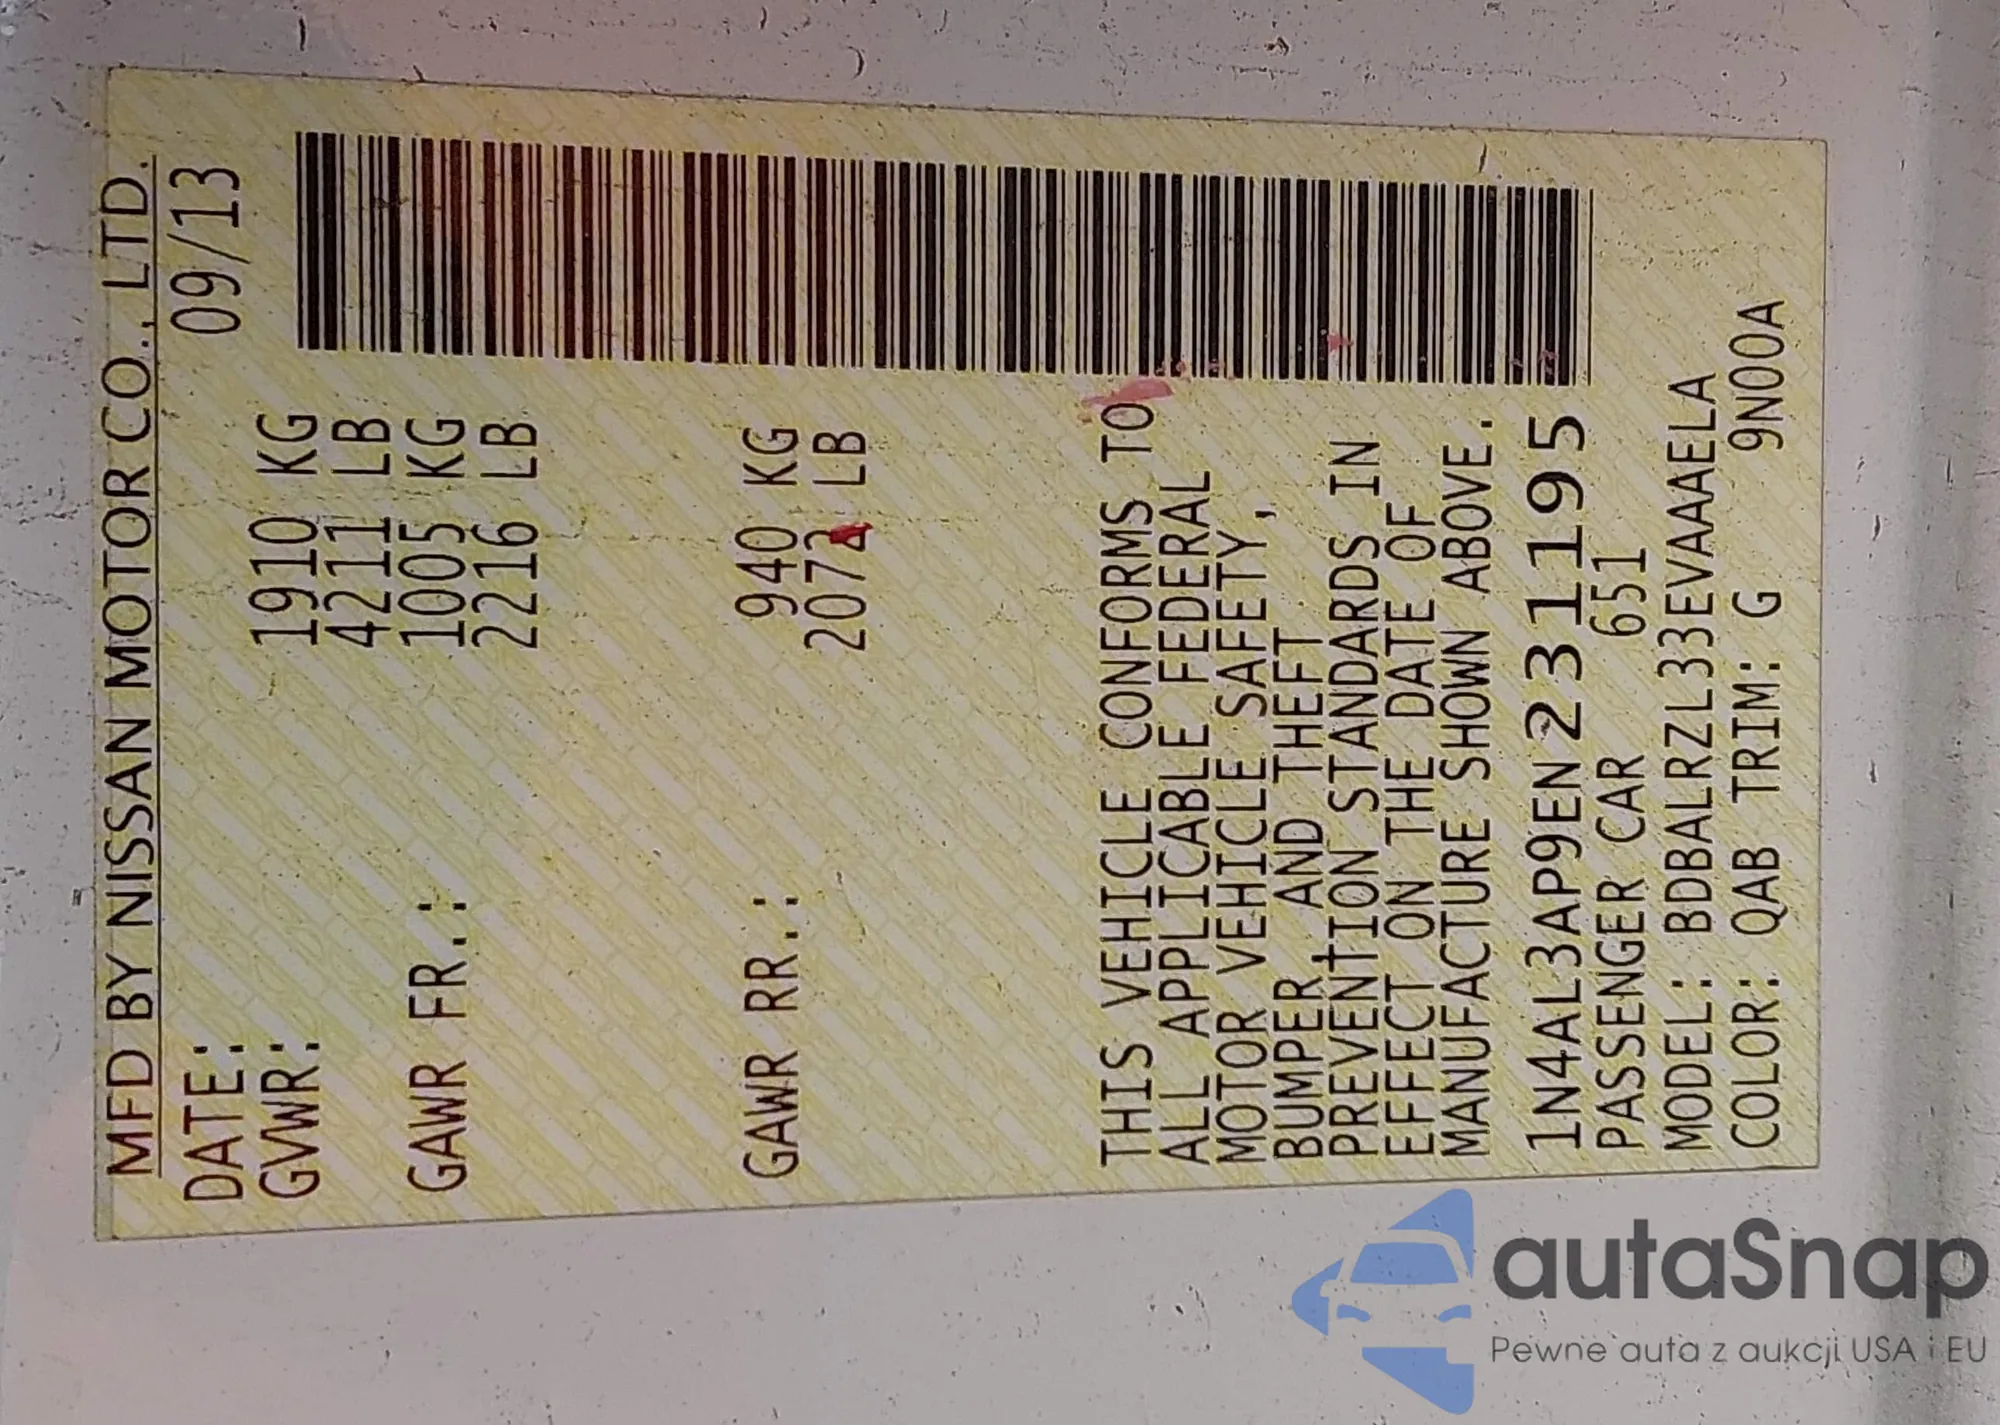 MFD BY NISSAN MOTOR CO., LTD.
DATE: 09/13
GVWR: 1910 KG
4211 LB
GAWR FR.: 1005 KG
2216 LB
GAWR RR.: 940 KG
2072 LB
THIS VEHICLE CONFORMS TO
ALL APPLICABLE FEDERAL
MOTOR VEHICLE SAFETY,
BUMPER, AND THEFT
PREVENTION STANDARDS IN
EFFECT ON THE DATE OF
MANUFACTURE SHOWN ABOVE.
1N4AL3AP9EN231195
PASSENGER CAR 651
MODEL: BDBALRZL33EVAAAELA
COLOR: QAB TRIM: G 9N00A
autaSnap
Pewne auta z aukcji USA i EU